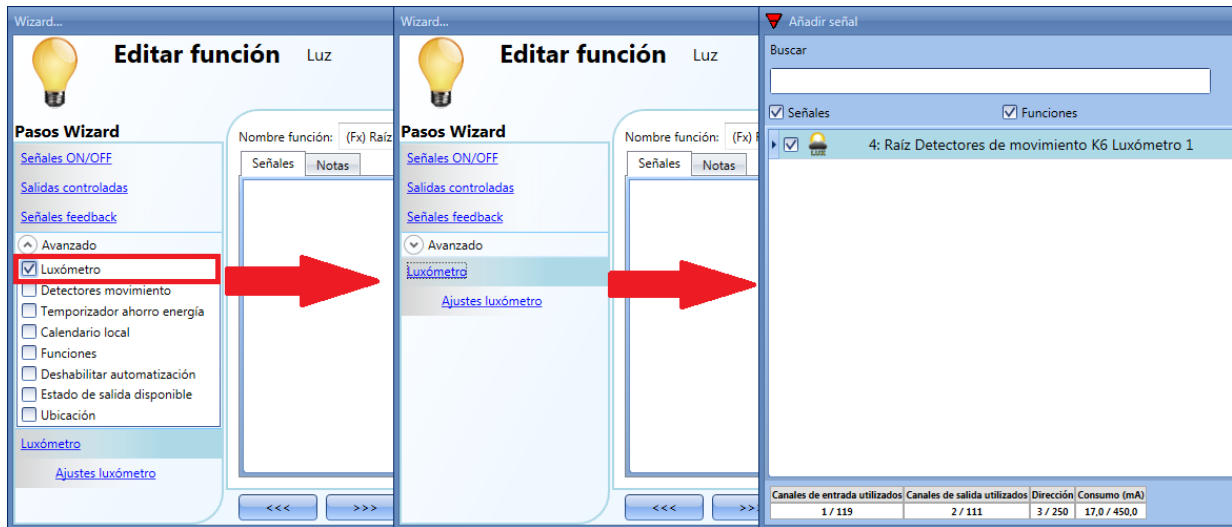 Wizard...
Editar función Luz
Pasos Wizard
Señales ON/OFF
Salidas controladas
Señales feedback
Avanzado
Luxómetro
Detectores movimiento
Temporizador ahorro energía
Calendario local
Funciones
Deshabilitar automatización
Estado de salida disponible
Ubicación
Luxómetro
Ajustes luxómetro
Nombre función: (Fx) Raíz
Señales Notas
<<< >>>
Wizard...
Editar función Luz
Pasos Wizard
Señales ON/OFF
Salidas controladas
Señales feedback
Avanzado
Luxómetro
Ajustes luxómetro
Nombre función: (Fx)
Señales Notas
<<< >>
Añadir señal
Buscar
Señales Funciones
LUX 4: Raíz Detectores de movimiento K6 Luxómetro 1
Canales de entrada utilizados Canales de salida utilizados Dirección Consumo (mA)
1 / 119 2 / 111 3 / 250 17,0 / 450,0